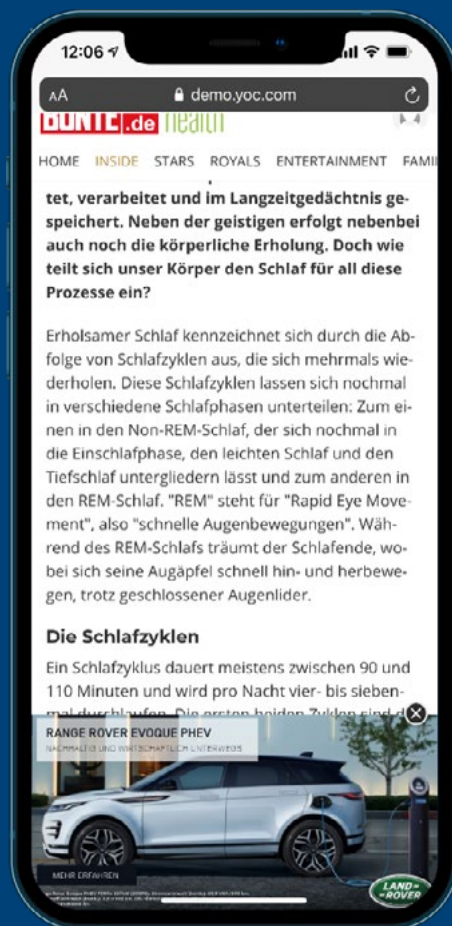 12:06
AA demo.yoc.com
BUNTE.de health
HOME INSIDE STARS ROYALS ENTERTAINMENT FAMIL
tet, verarbeitet und im Langzeitgedächtnis ge-
speichert. Neben der geistigen erfolgt nebenbei
auch noch die körperliche Erholung. Doch wie
teilt sich unser Körper den Schlaf für all diese
Prozesse ein?
Erholsamer Schlaf kennzeichnet sich durch die Ab-
folge von Schlafzyklen aus, die sich mehrmals wie-
derholen. Diese Schlafzyklen lassen sich nochmal
in verschiedene Schlafphasen unterteilen: Zum ei-
nen in den Non-REM-Schlaf, der sich nochmal in
die Einschlafphase, den leichten Schlaf und den
Tiefschlaf untergliedern lässt und zum anderen in
den REM-Schlaf. "REM" steht für "Rapid Eye Move-
ment", also "schnelle Augenbewegungen". Wäh-
rend des REM-Schlafs träumt der Schlafende, wo-
bei sich seine Augäpfel schnell hin- und herbewe-
gen, trotz geschlossener Augenlider.
Die Schlafzyklen
Ein Schlafzyklus dauert meistens zwischen 90 und
110 Minuten und wird pro Nacht vier- bis sieben-
mal durchlaufen. Die ersten beiden Zyklen sind d
RANGE ROVER EVOQUE PHEV
NACHHALTIG UND WIRTSCHAFTLICH UNTERWEGS
MEHR ERFAHREN
LAND-
-ROVER